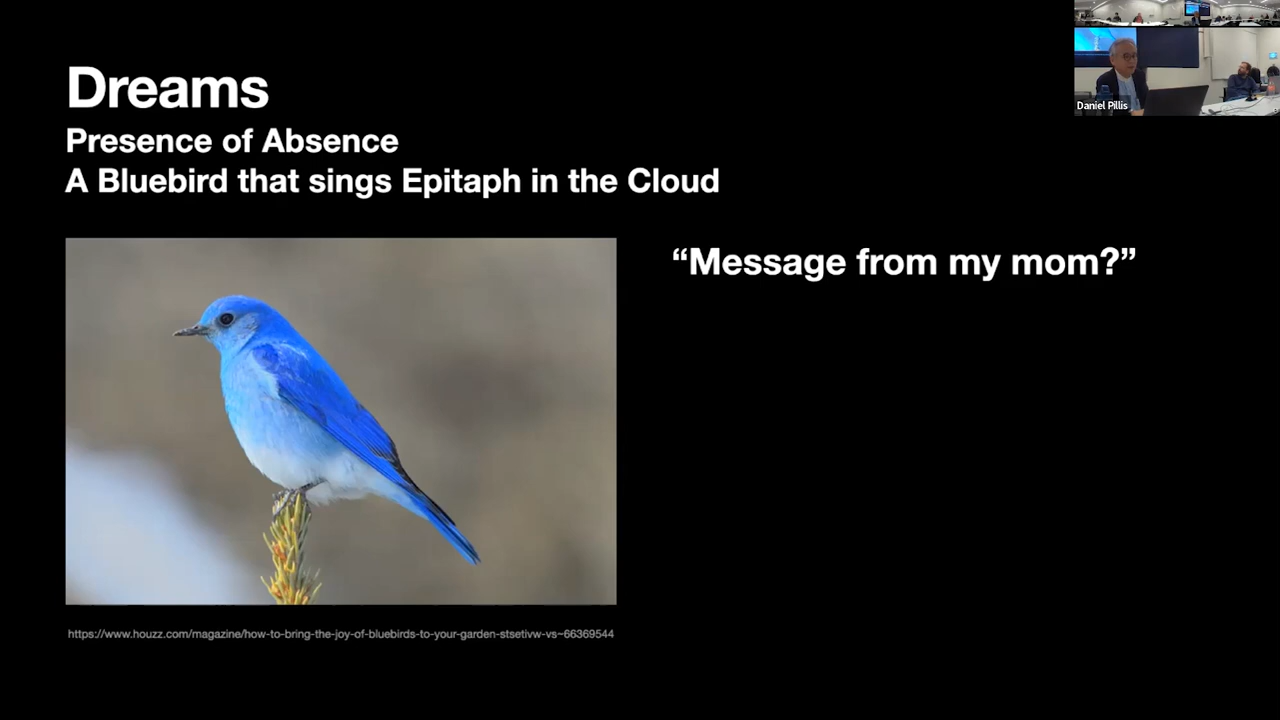 Dreams
Presence of Absence
A Bluebird that sings Epitaph in the Cloud
“Message from my mom?”
https://www.houzz.com/magazine/how-to-bring-the-joy-of-bluebirds-to-your-garden-stsetivw-vs~66369544
Daniel Pillis